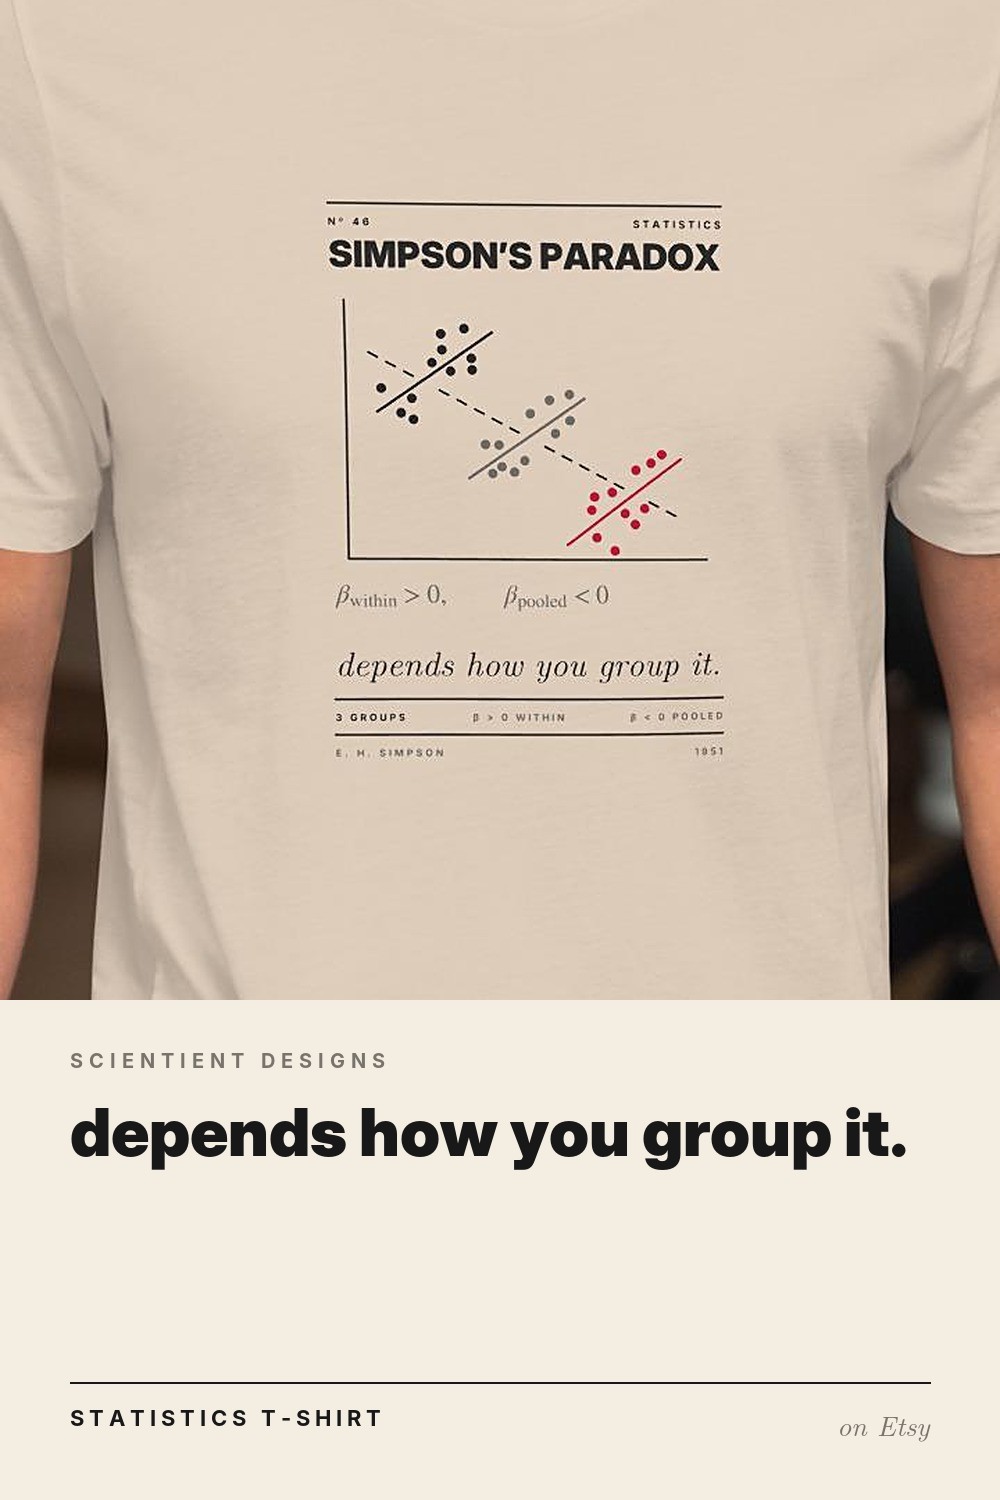 Nº 46 STATISTICS
SIMPSON'S PARADOX
βwithin > 0, βpooled < 0
depends how you group it.
3 GROUPS β > 0 WITHIN β < 0 POOLED
E. H. SIMPSON 1951
SCIENTIENT DESIGNS
depends how you group it.
STATISTICS T-SHIRT on Etsy